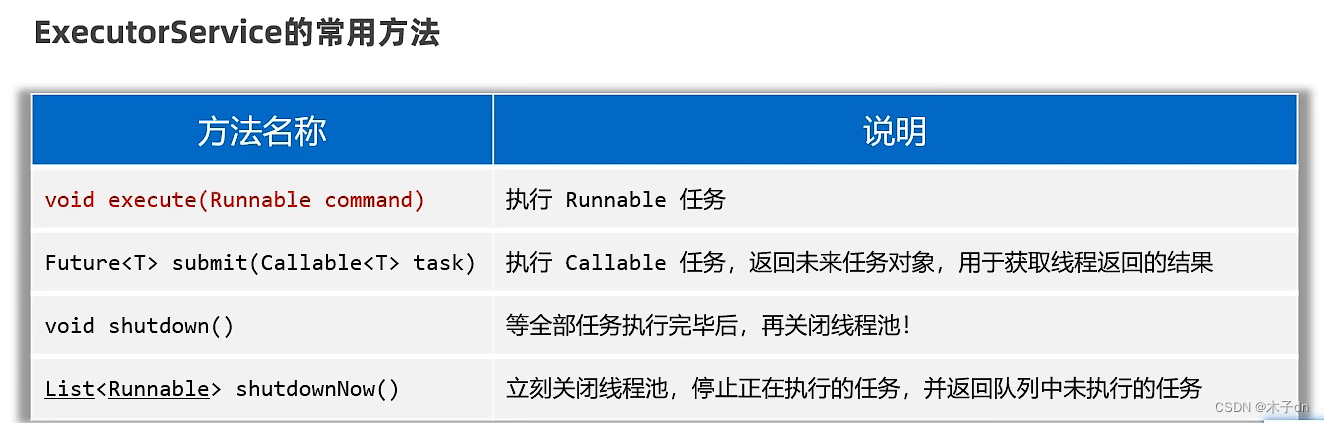 ExecutorService的常用方法
方法名称 说明
void execute(Runnable command) 执行 Runnable 任务
Future<T> submit(Callable<T> task) 执行 Callable 任务，返回未来任务对象，用于获取线程返回的结果
void shutdown() 等全部任务执行完毕后，再关闭线程池！
List<Runnable> shutdownNow() 立刻关闭线程池，停止正在执行的任务，并返回队列中未执行的任务
CSDN @木子dn